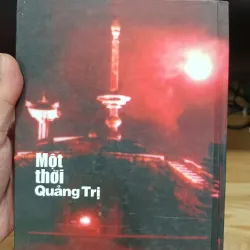 Một
thời
Quảng Trị